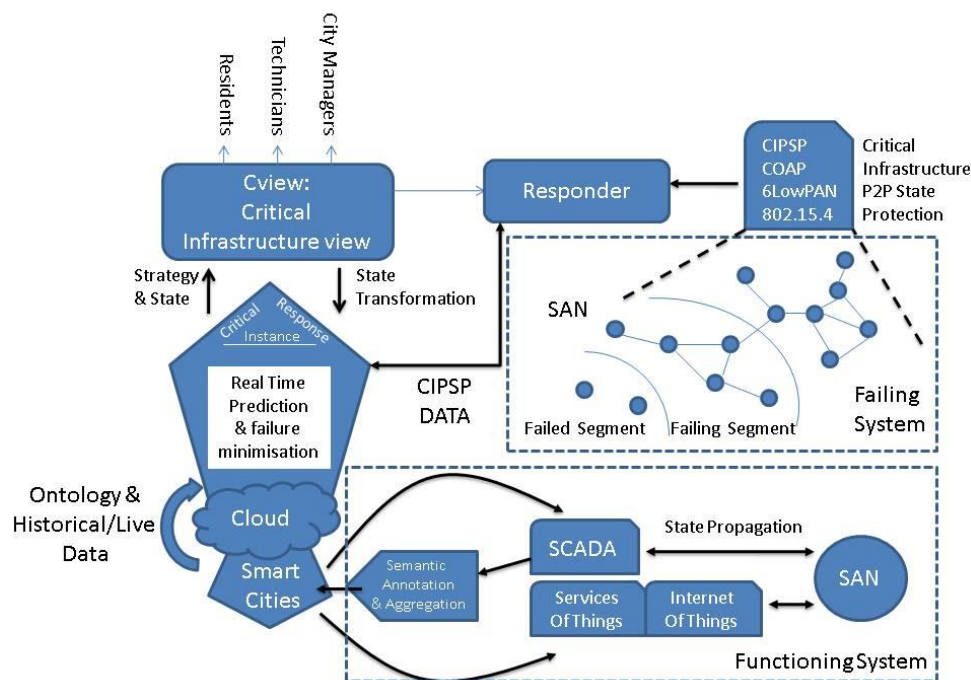 Residents
Technicians
City Managers
Cview:
Critical
Infrastructure view
Responder
CIPSP
COAP
6LowPAN
802.15.4
Critical
Infrastructure
P2P State
Protection
Strategy
& State
State
Transformation
SAN
Failed Segment
Failing Segment
Failing
System
Critical
Response
Instance
Real Time
Prediction
& failure
minimisation
CIPSP
DATA
Ontology &
Historical/Live
Data
Cloud
Smart
Cities
Semantic
Annotation
& Aggregation
SCADA
State Propagation
SAN
Services
Of Things
Internet
Of Things
Functioning System